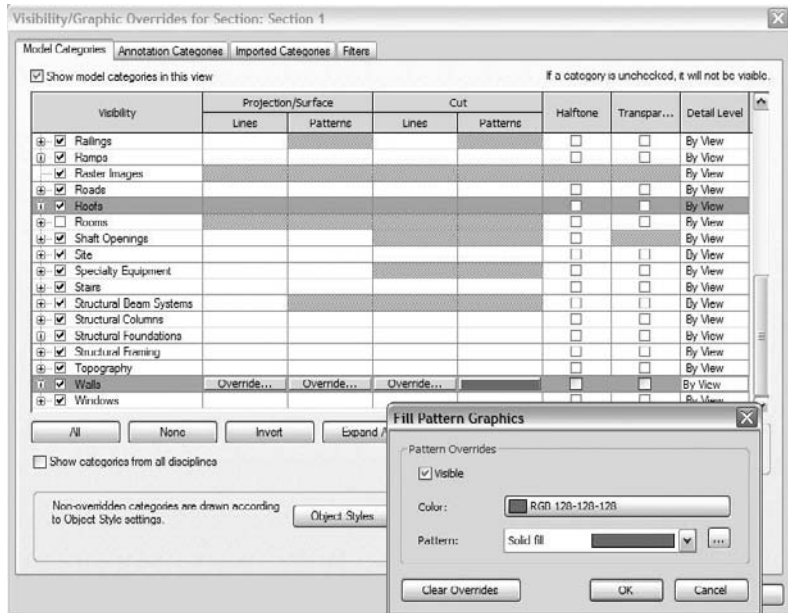 Visibility/Graphic Overrides for Section: Section 1
Model Categories Annotation Categories Imported Categories Filters
Show model categories in this view
If a category is unchecked, it will not be visible.
Visibility Projection/Surface Cut Halftone Transpar... Detail Level
Lines Patterns Lines Patterns
Railings By View
Ramps By View
Raster Images By View
Roads By View
Roofs By View
Rooms By View
Shaft Openings By View
Site By View
Specialty Equipment By View
Stairs By View
Structural Beam Systems By View
Structural Columns By View
Structural Foundations By View
Structural Framing By View
Topography By View
Walls Override... Override... Override... By View
Windows By View
All None Invert Expand
Show categories from all disciplines
Non-overridden categories are drawn according
to Object Style settings.
Object Styles
Fill Pattern Graphics
Pattern Overrides
Visible
Color: RGB 128-128-128
Pattern: Solid fill ...
Clear Overrides OK Cancel